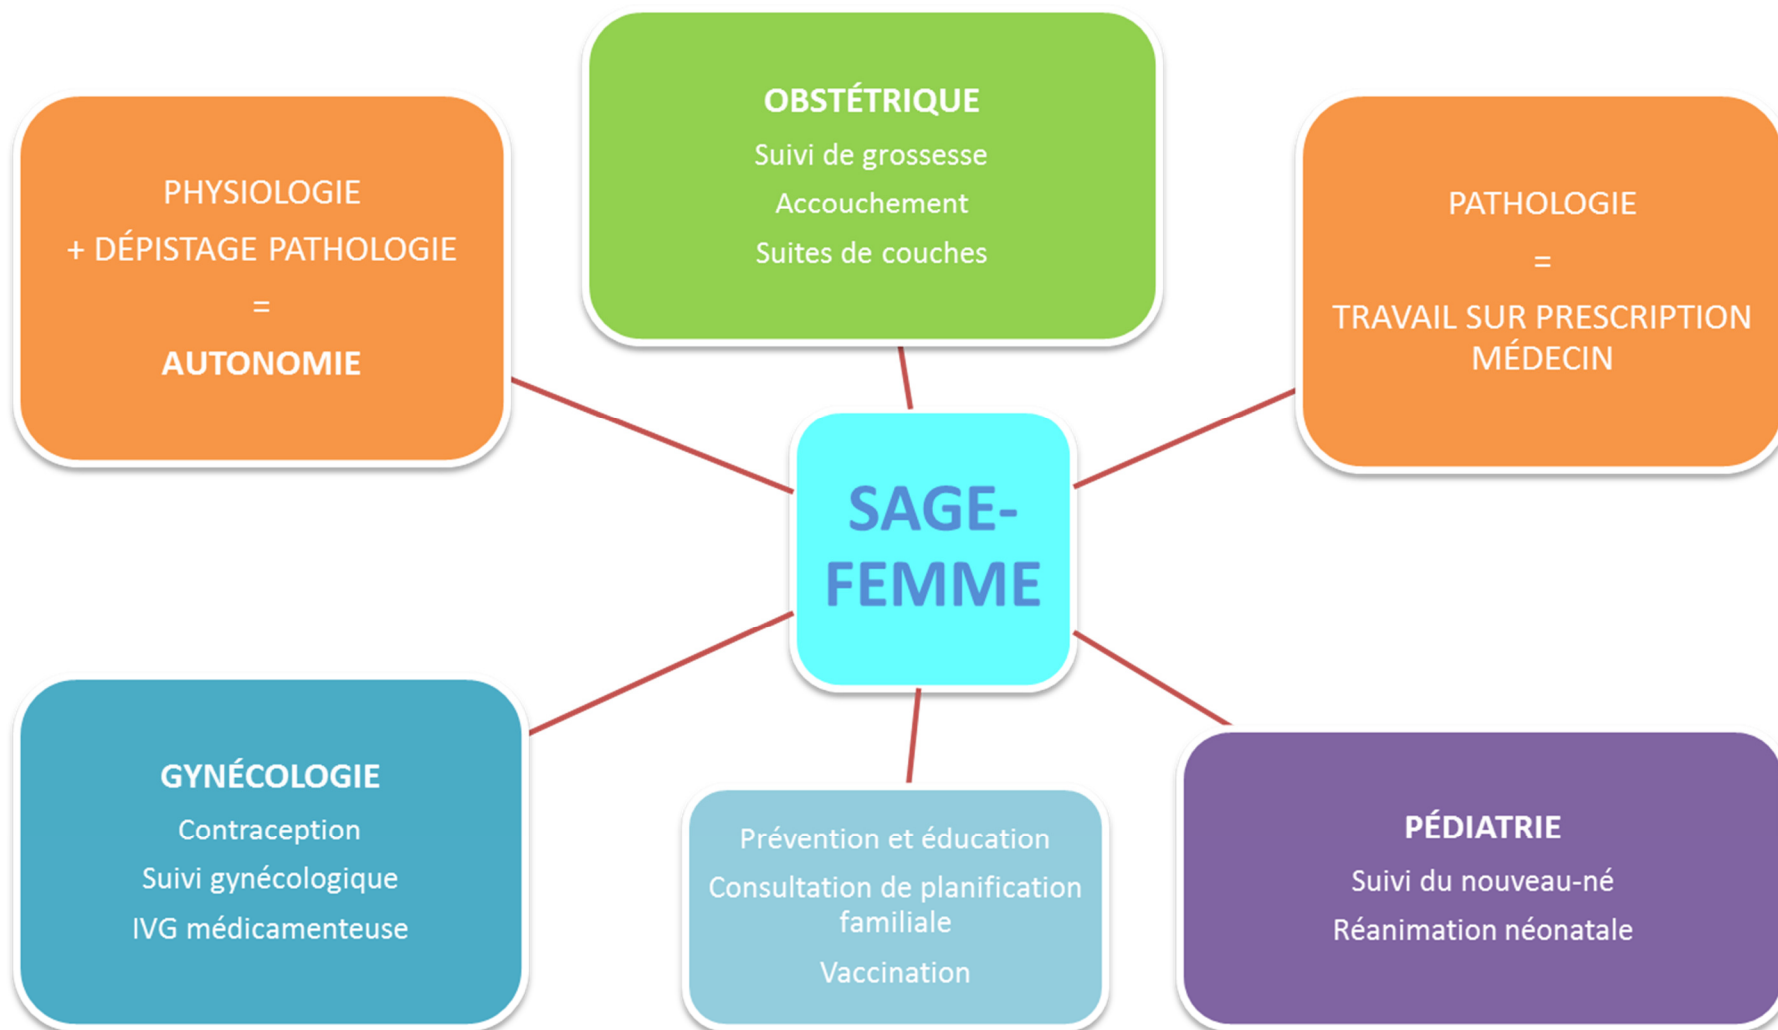 OBSTÉTRIQUE
Suivi de grossesse
Accouchement
Suites de couches
PHYSIOLOGIE
+ DÉPISTAGE PATHOLOGIE
=
AUTONOMIE
PATHOLOGIE
=
TRAVAIL SUR PRESCRIPTION
MÉDECIN
SAGE-
FEMME
GYNÉCOLOGIE
Contraception
Suivi gynécologique
IVG médicamenteuse
Prévention et éducation
Consultation de planification
familiale
Vaccination
PÉDIATRIE
Suivi du nouveau-né
Réanimation néonatale